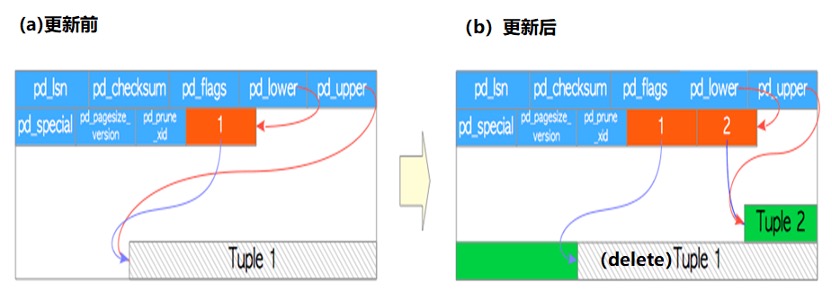 (a)更新前
(b) 更新后
pd_lsn pd_checksum pd_flags pd_lower pd_upper
pd_special pd_pagesize_version pd_prune_xid 1
Tuple 1
pd_lsn pd_checksum pd_flags pd_lower pd_upper
pd_special pd_pagesize_version pd_prune_xid 1 2
Tuple 2
(delete)Tuple 1